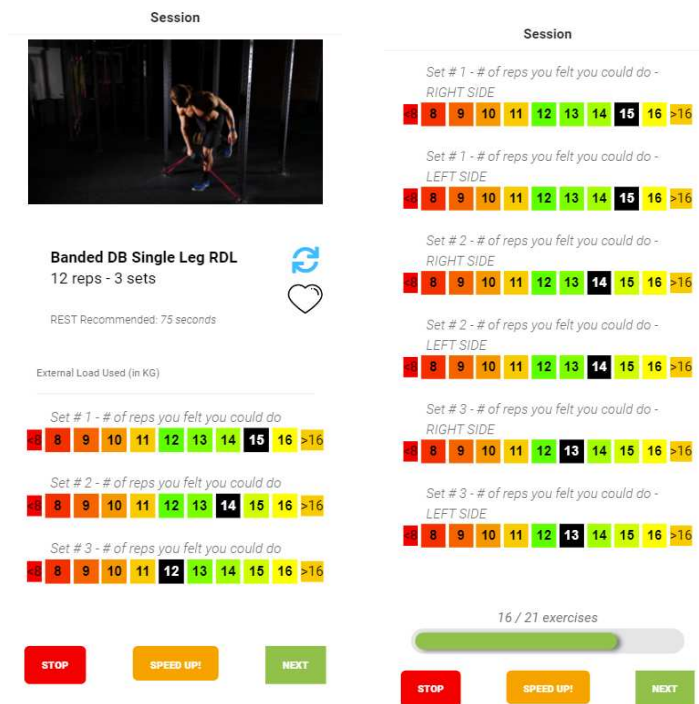 Session
Banded DB Single Leg RDL
12 reps - 3 sets
REST Recommended: 75 seconds
External Load Used (in KG)
Set # 1 - # of reps you felt you could do
<8 8 9 10 11 12 13 14 15 16 >16
Set # 2 - # of reps you felt you could do
<8 8 9 10 11 12 13 14 15 16 >16
Set # 3 - # of reps you felt you could do
<8 8 9 10 11 12 13 14 15 16 >16
STOP SPEED UP! NEXT
Session
Set # 1 - # of reps you felt you could do -
RIGHT SIDE
<8 8 9 10 11 12 13 14 15 16 >16
Set # 1 - # of reps you felt you could do -
LEFT SIDE
<8 8 9 10 11 12 13 14 15 16 >16
Set # 2 - # of reps you felt you could do -
RIGHT SIDE
<8 8 9 10 11 12 13 14 15 16 >16
Set # 2 - # of reps you felt you could do -
LEFT SIDE
<8 8 9 10 11 12 13 14 15 16 >16
Set # 3 - # of reps you felt you could do -
RIGHT SIDE
<8 8 9 10 11 12 13 14 15 16 >16
Set # 3 - # of reps you felt you could do -
LEFT SIDE
<8 8 9 10 11 12 13 14 15 16 >16
16 / 21 exercises
STOP SPEED UP! NEXT